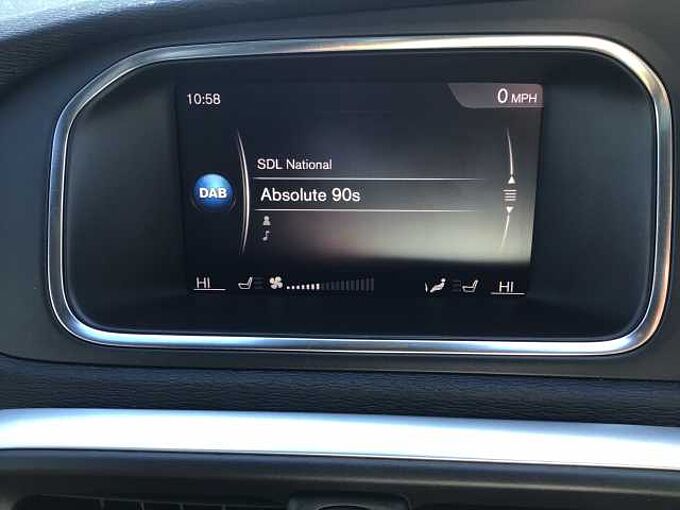 10:58
0 MPH
SDL National
DAB
Absolute 90s
HI
HI